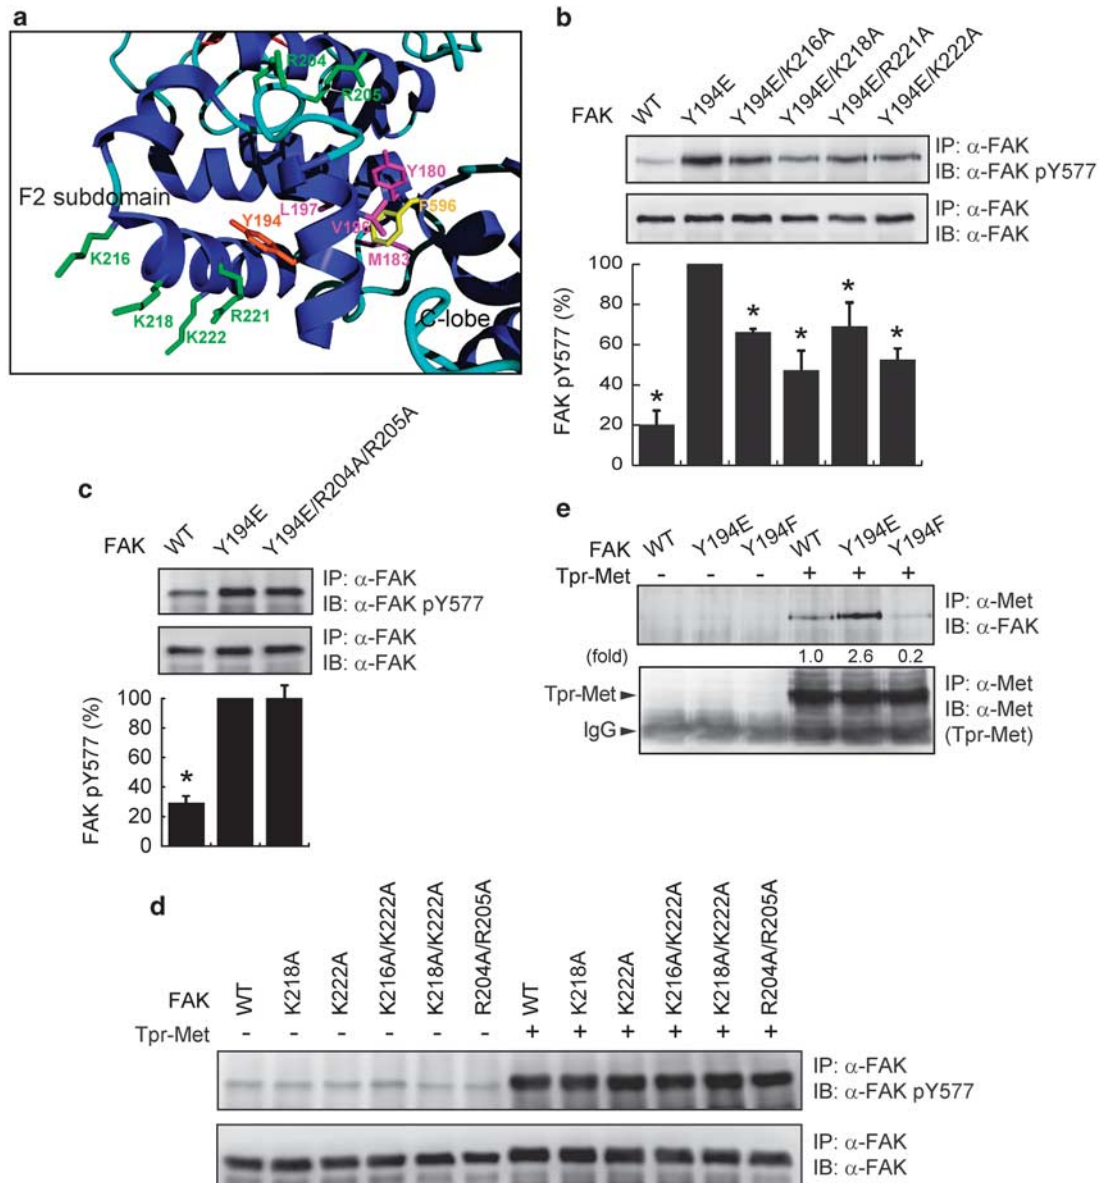 a
R204
R205
Y180
F2 subdomain
L197
Y194
F596
V196
M183
K216
K218
R221
K222
C-lobe
b
FAK WT Y194E Y194E/K216A Y194E/K218A Y194E/R221A Y194E/K222A
IP: α-FAK
IB: α-FAK pY577
IP: α-FAK
IB: α-FAK
FAK pY577 (%)
100
80
60
40
20
0
* * * * *
c
FAK WT Y194E Y194E/R204A/R205A
IP: α-FAK
IB: α-FAK pY577
IP: α-FAK
IB: α-FAK
FAK pY577 (%)
100
80
60
40
20
0
*
e
FAK WT Y194E Y194F WT Y194E Y194F
Tpr-Met - - - + + +
IP: α-Met
IB: α-FAK
(fold) 1.0 2.6 0.2
Tpr-Met
IgG
IP: α-Met
IB: α-Met
(Tpr-Met)
d
FAK WT K218A K222A K216A/K222A K218A/K222A R204A/R205A WT K218A K222A K216A/K222A K218A/K222A R204A/R205A
Tpr-Met - - - - - - + + + + + +
IP: α-FAK
IB: α-FAK pY577
IP: α-FAK
IB: α-FAK